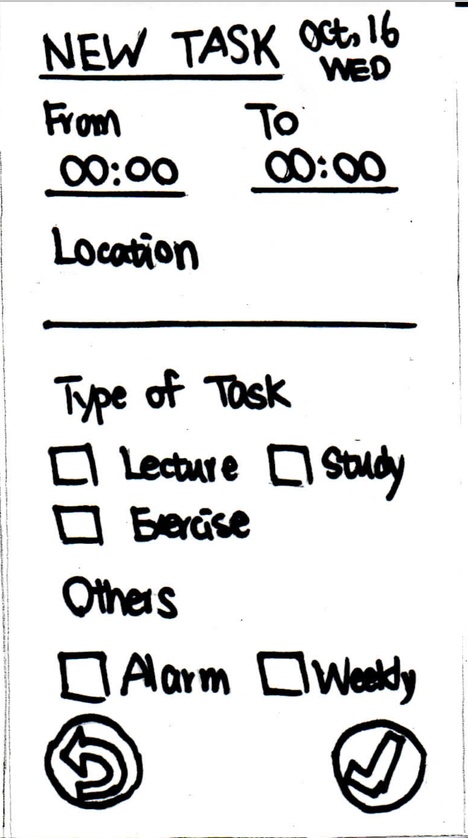 NEW TASK Oct, 16
WED
From To
00:00 00:00
Location
Type of Task
Lecture Study
Exercise
Others
Alarm Weekly